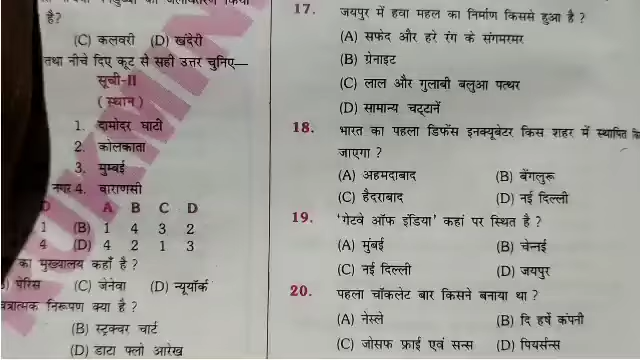 है?
(C) कलवरी (D) खंदेरी
तथा नीचे दिए कूट से सही उत्तर चुनिए—
सूची-II
(स्थान)
1. दामोदर घाटी
2. कोलकाता
3. मुम्बई
नगर 4. वाराणसी
D A B C D
1 (B) 1 4 3 2
4 (D) 4 2 1 3
का मुख्यालय कहाँ है ?
पेरिस (C) जेनेवा (D) न्यूयॉर्क
निरूपण क्या है ?
(B) स्ट्रक्चर चार्ट
(D) डाटा फ्लो आरेख
17. जयपुर में हवा महल का निर्माण किससे हुआ है ?
(A) सफेद और हरे रंग के संगमरमर
(B) ग्रेनाइट
(C) लाल और गुलाबी बलुआ पत्थर
(D) सामान्य चट्टानें
18. भारत का पहला डिफेंस इनक्यूबेटर किस शहर में स्थापित
जाएगा ?
(A) अहमदाबाद (B) बेंगलुरू
(C) हैदराबाद (D) नई दिल्ली
19. 'गेटवे ऑफ इंडिया' कहां पर स्थित है ?
(A) मुंबई (B) चेन्नई
(C) नई दिल्ली (D) जयपुर
20. पहला चॉकलेट बार किसने बनाया था ?
(A) नेस्ले (B) दि हर्षे कंपनी
(C) जोसफ फ्राई एवं सन्स (D) पियर्सन्स